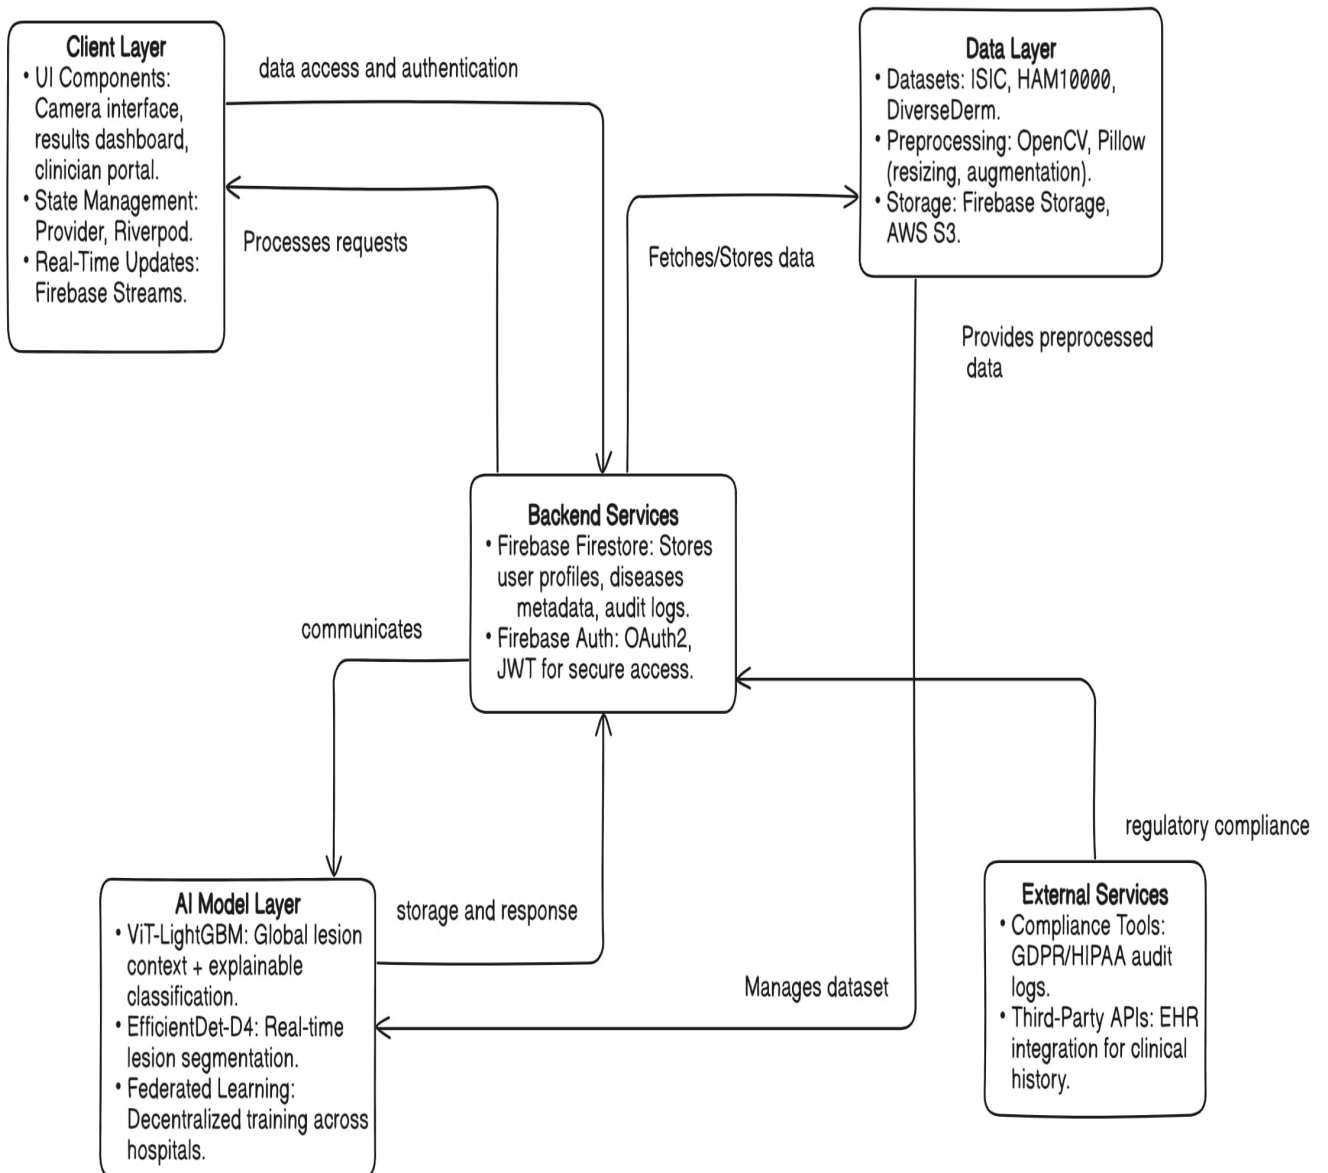 Client Layer
• UI Components:
Camera interface,
results dashboard,
clinician portal.
• State Management:
Provider, Riverpod.
• Real-Time Updates:
Firebase Streams.
data access and authentication
Processes requests
Data Layer
• Datasets: ISIC, HAM10000,
DiverseDerm.
• Preprocessing: OpenCV, Pillow
(resizing, augmentation).
• Storage: Firebase Storage,
AWS S3.
Fetches/Stores data
Provides preprocessed
data
Backend Services
• Firebase Firestore: Stores
user profiles, diseases
metadata, audit logs.
• Firebase Auth: OAuth2,
JWT for secure access.
communicates
storage and response
Manages dataset
regulatory compliance
AI Model Layer
• ViT-LightGBM: Global lesion
context + explainable
classification.
• EfficientDet-D4: Real-time
lesion segmentation.
• Federated Learning:
Decentralized training across
hospitals.
External Services
• Compliance Tools:
GDPR/HIPAA audit
logs.
• Third-Party APIs: EHR
integration for clinical
history.